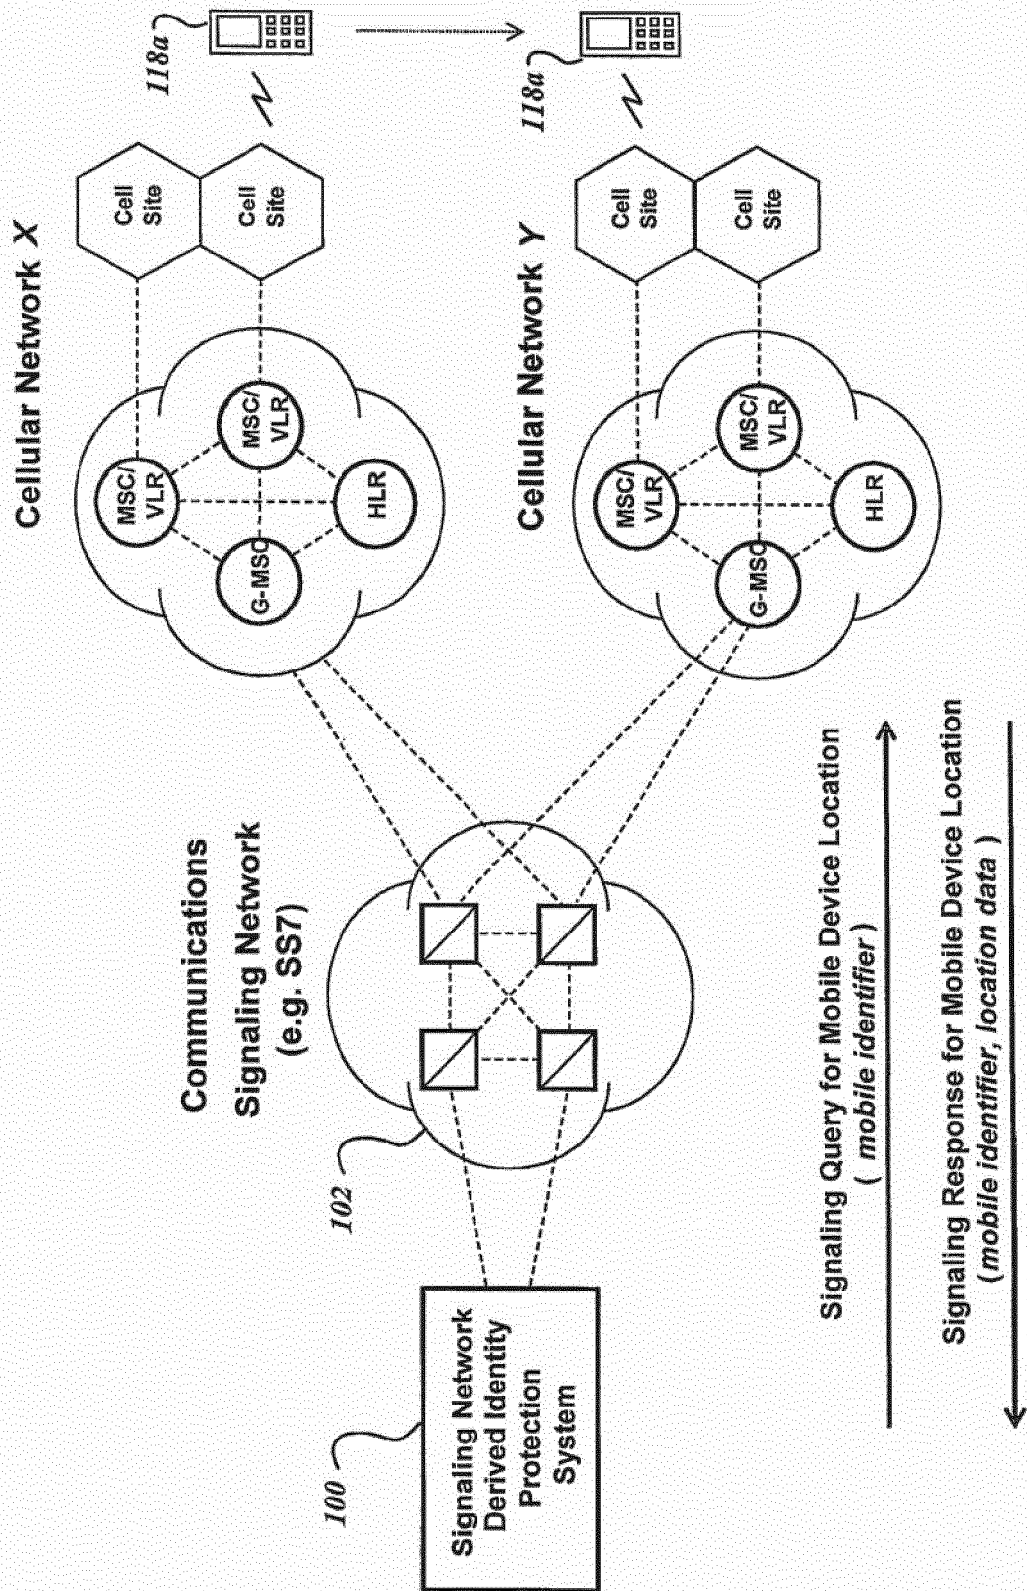 Cellular Network X
118a
Cell
Site
Cell
Site
MSC/
VLR
MSC/
VLR
G-MSC
HLR
Cellular Network Y
118a
Cell
Site
Cell
Site
MSC/
VLR
MSC/
VLR
G-MSC
HLR
Communications
Signaling Network
(e.g. SS7)
102
100
Signaling Network
Derived Identity
Protection
System
Signaling Query for Mobile Device Location
( mobile identifier )
Signaling Response for Mobile Device Location
(mobile identifier, location data )